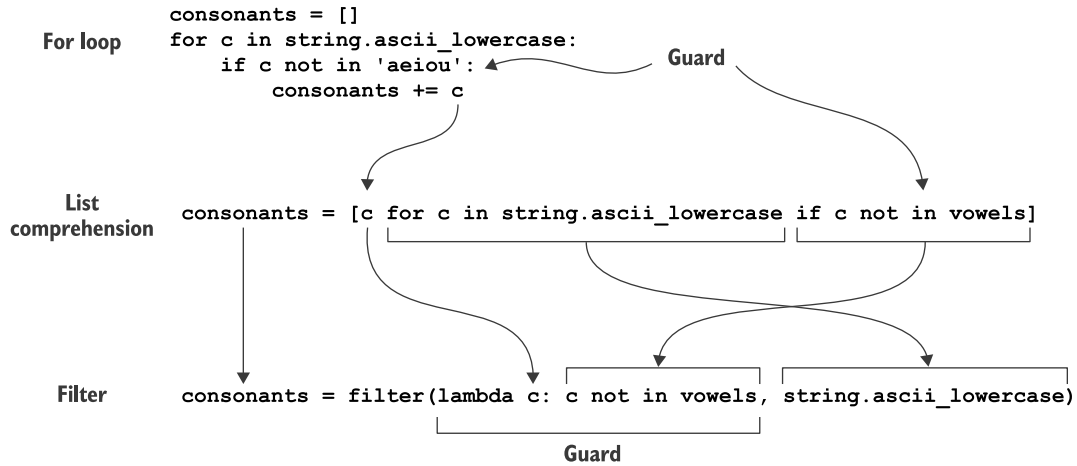 For loop
consonants = []
for c in string.ascii_lowercase:
    if c not in 'aeiou':
        consonants += c
Guard
List
comprehension
consonants = [c for c in string.ascii_lowercase if c not in vowels]
Filter
consonants = filter(lambda c: c not in vowels, string.ascii_lowercase)
Guard